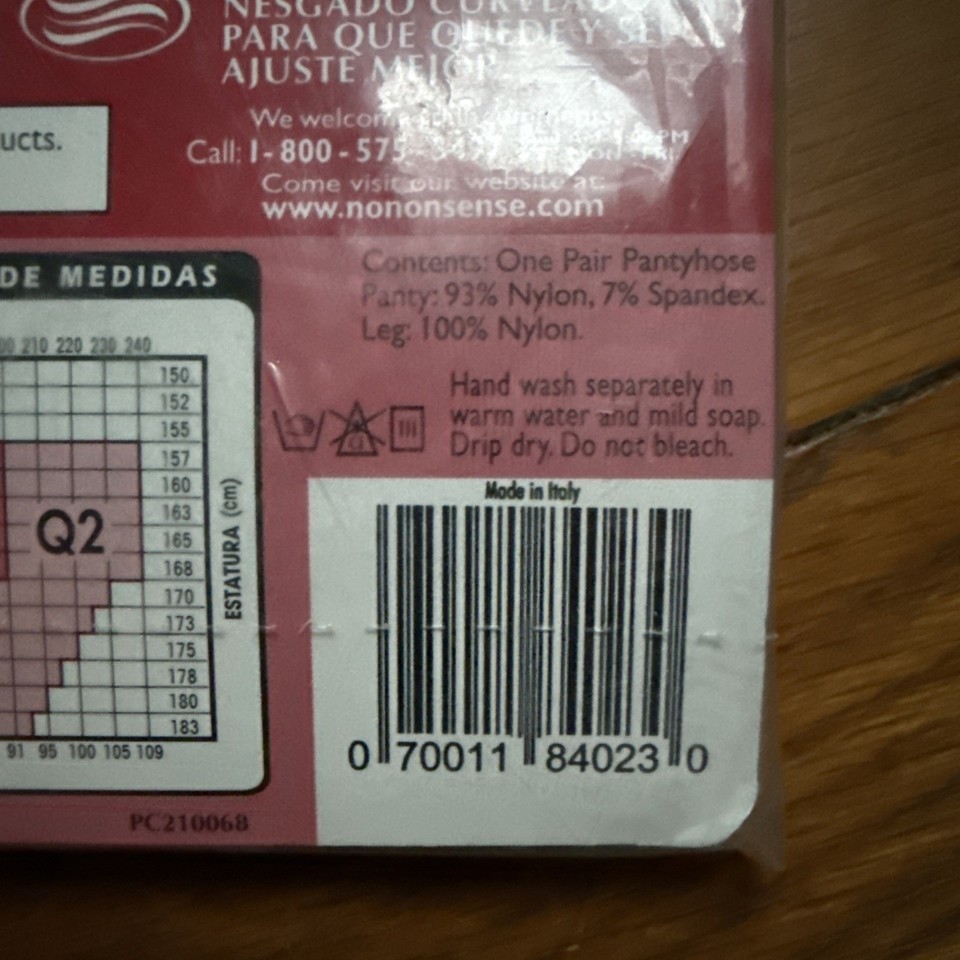 NESGADO CURVEADO
PARA QUE QUEDE Y SE
AJUSTE MEJOR
We welcome
ucts.
Call: 1-800-575-
Come visit our website at:
www.nononsense.com
DE MEDIDAS
Contents: One Pair Pantyhose
Panty: 93% Nylon, 7% Spandex.
Leg: 100% Nylon.
210 220 230 240
150
152
155
157
160
163
165
168
170
173
175
178
180
183
Q2
ESTATURA (cm)
91 95 100 105 109
Hand wash separately in
warm water and mild soap.
Drip dry. Do not bleach.
Made in Italy
0 70011 84023 0
PC210068